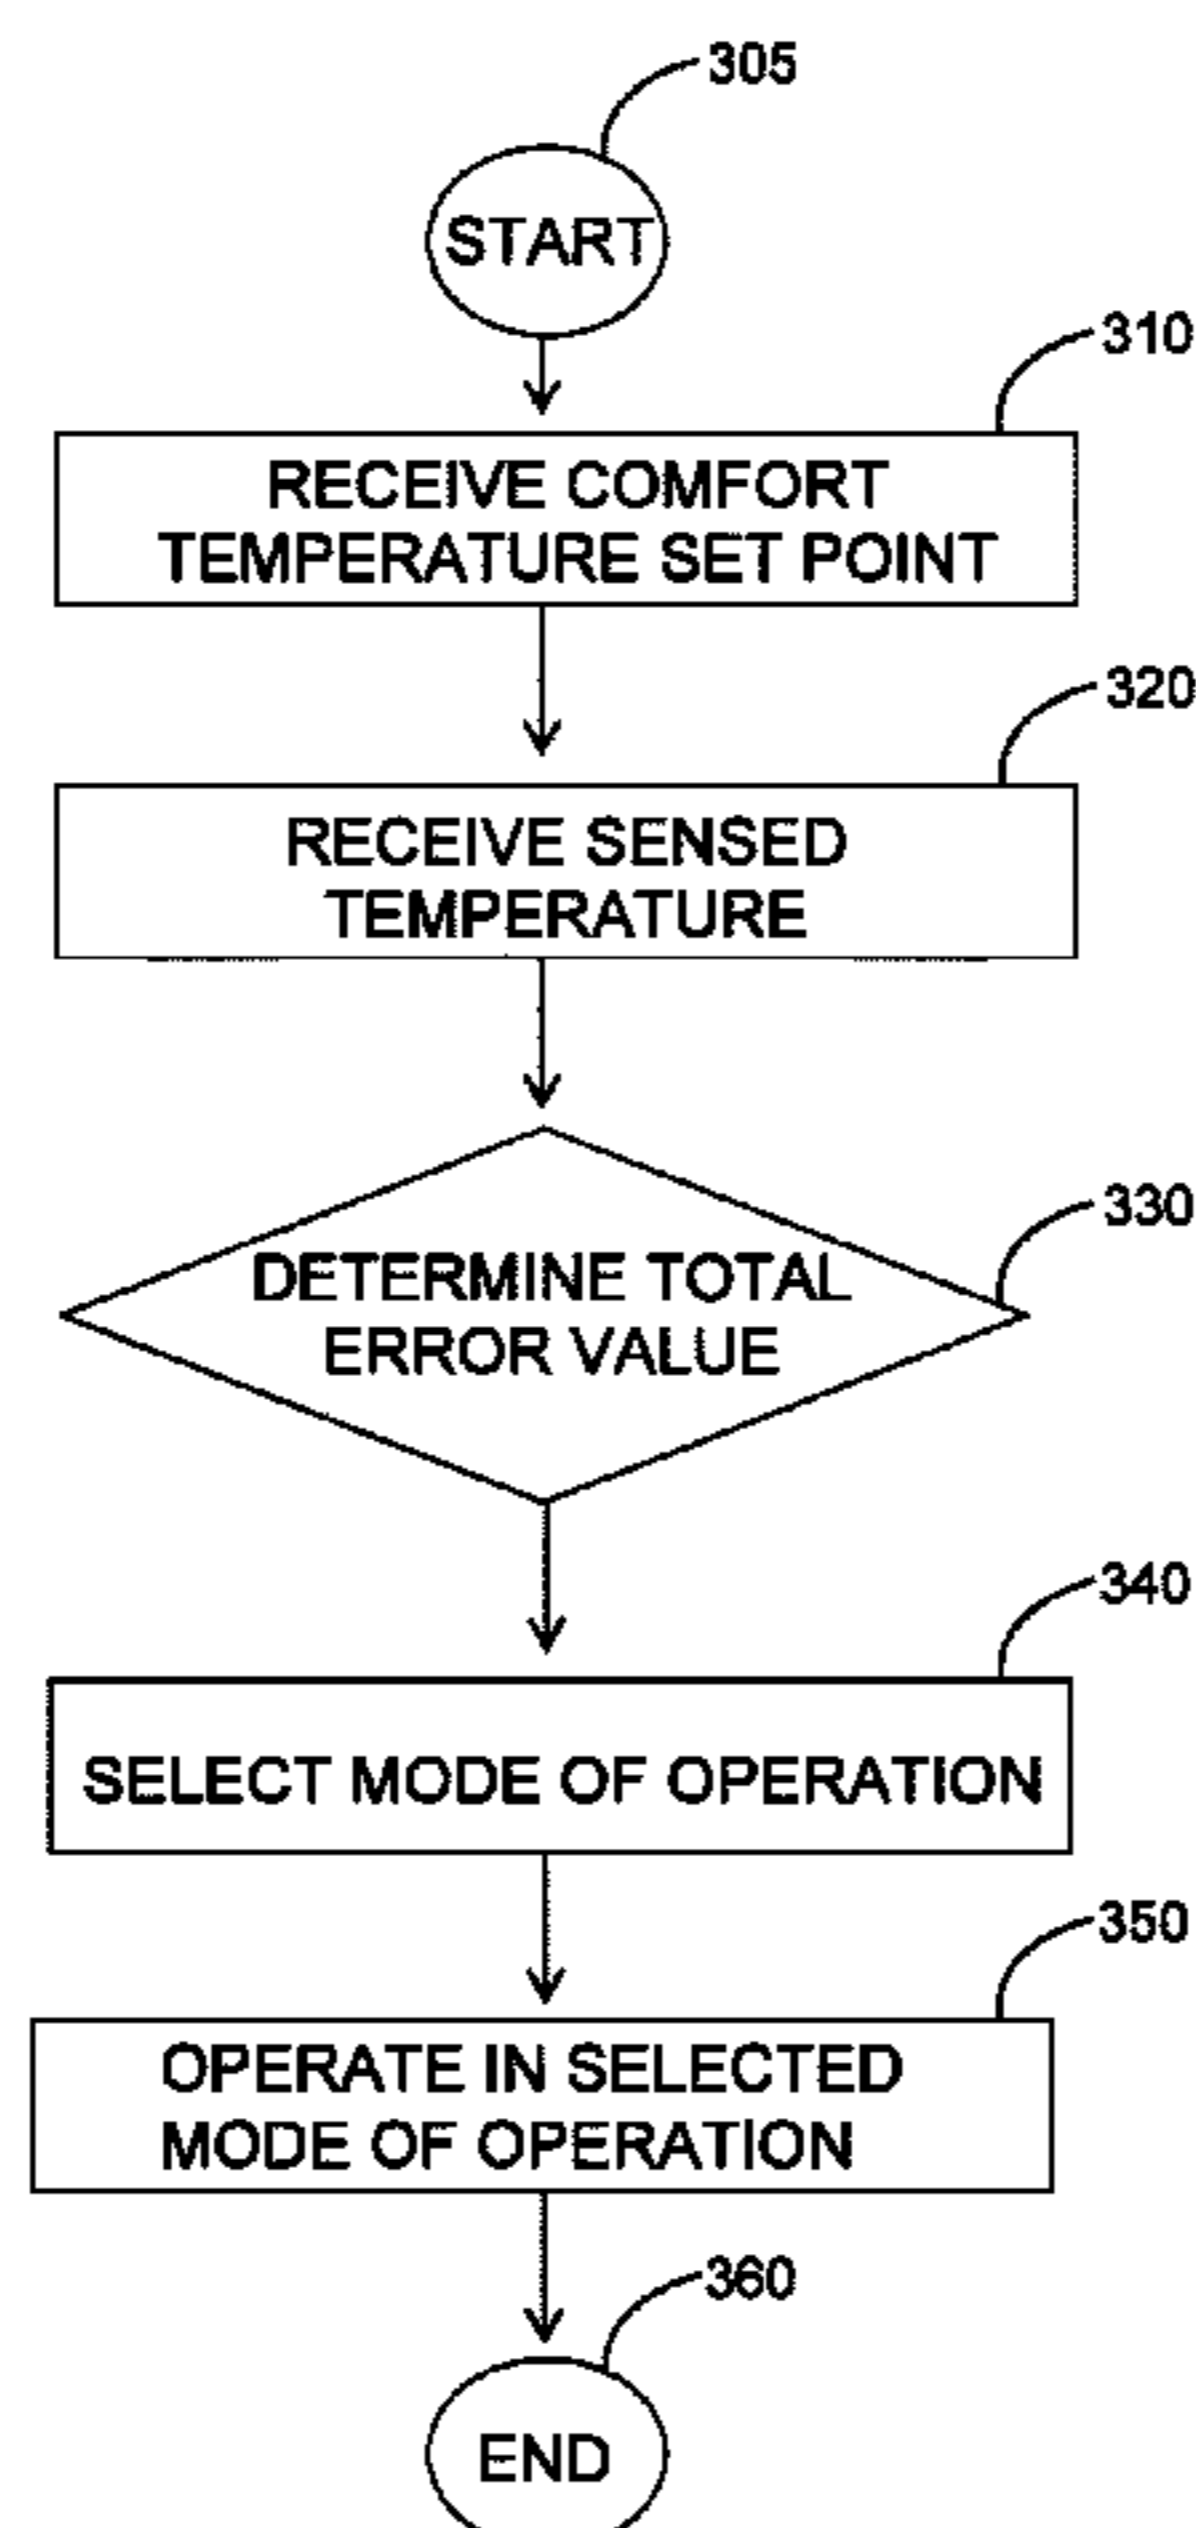 305
START
310
RECEIVE COMFORT
TEMPERATURE SET POINT
320
RECEIVE SENSED
TEMPERATURE
330
DETERMINE TOTAL
ERROR VALUE
340
SELECT MODE OF OPERATION
350
OPERATE IN SELECTED
MODE OF OPERATION
360
END